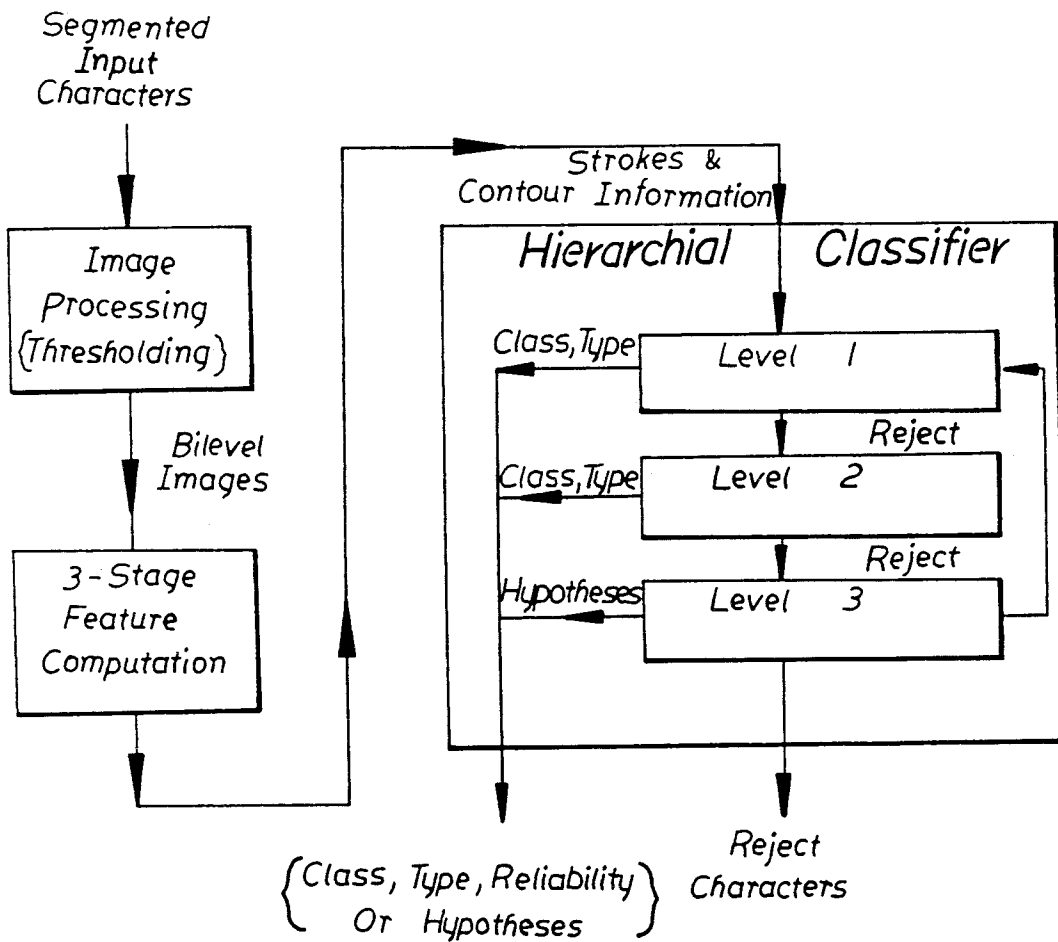 Segmented
Input
Characters
Image
Processing
{Thresholding}
Bilevel
Images
3-Stage
Feature
Computation
Strokes &
Contour Information
Hierarchial Classifier
Class,Type
Level 1
Reject
Class,Type
Level 2
Reject
Hypotheses
Level 3
{Class, Type, Reliability
Or Hypotheses}
Reject
Characters